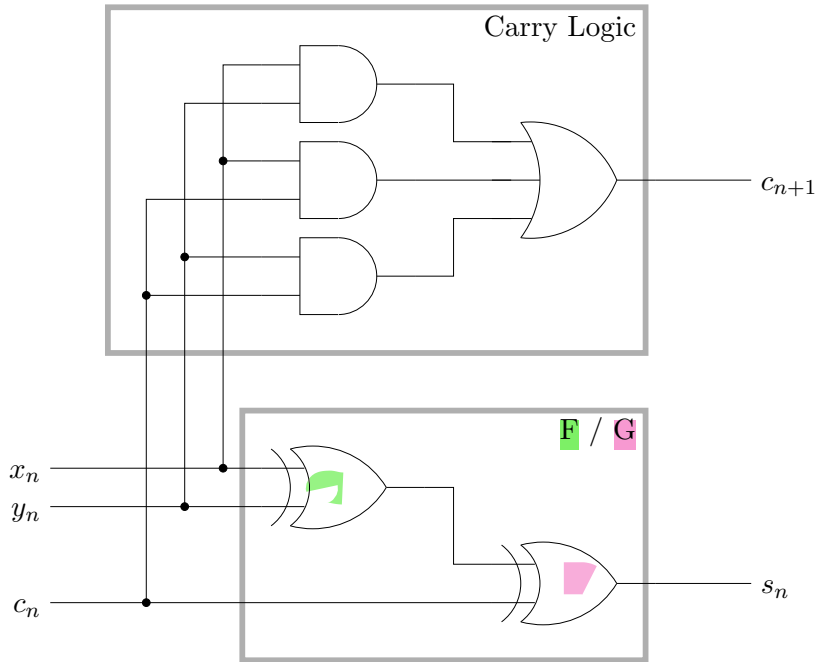 Carry Logic
c_{n+1}
F / G
x_n
y_n
c_n
s_n